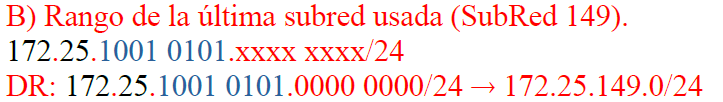 B) Rango de la última subred usada (SubRed 149).
172.25.1001 0101.xxxx xxxx/24
DR: 172.25.1001 0101.0000 0000/24 → 172.25.149.0/24